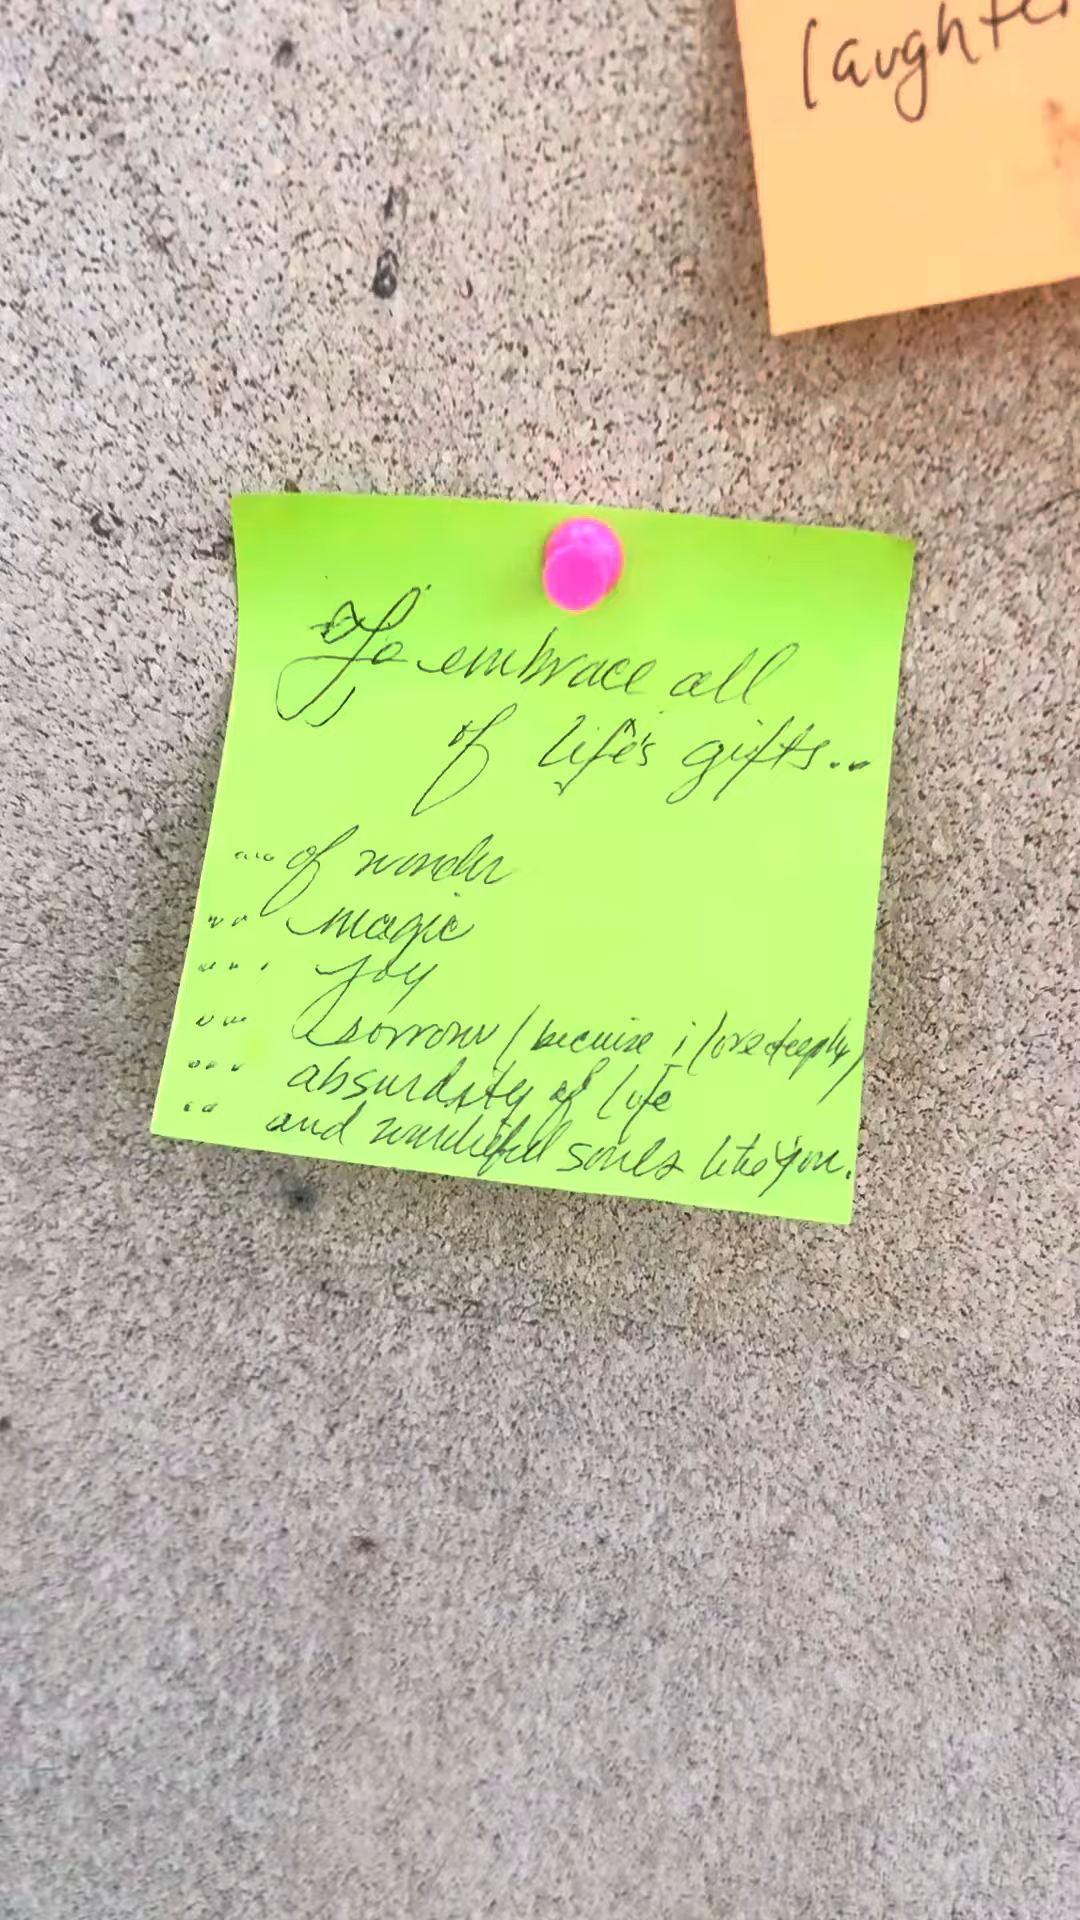 laughter
To embrace all
of life's gifts...
... of wonder
... magic
... joy
... sorrow (because i love deeply)
... absurdity of life
... and wonderful souls like you.